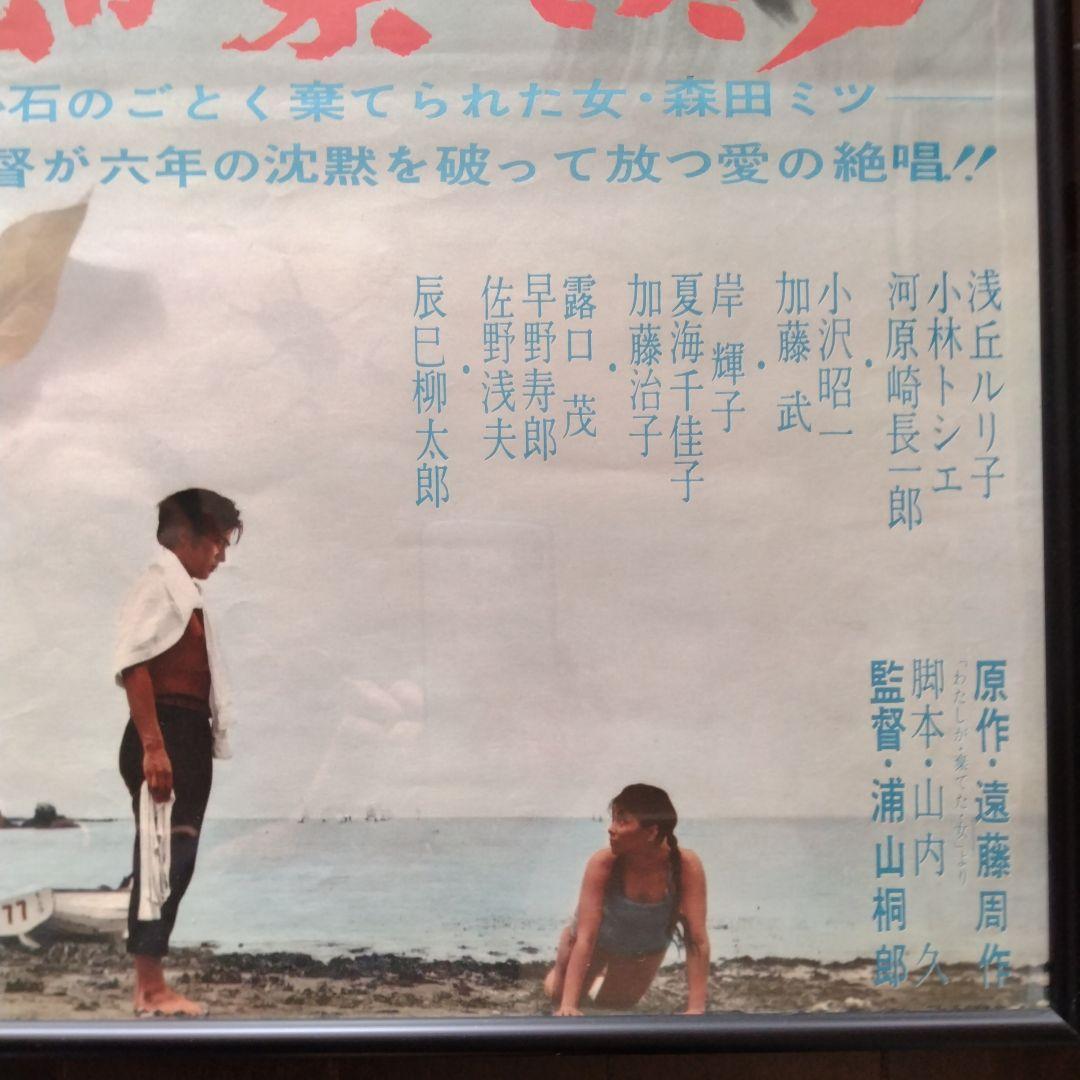 棄て
石のごとく棄てられた女・森田ミツ——
督が六年の沈黙を破って放つ愛の絶唱!!
浅丘ルリ子
小林トシエ
河原崎長一郎
・
小沢昭一
加藤 武
・
岸 輝子
夏海千佳子
加藤治子
・
露口 茂
早野寿郎
佐野浅夫
・
辰巳柳太郎
原作・遠藤周作
「わたしが・棄てた・女」より
脚本・山内 久
監督・浦山桐郎
77